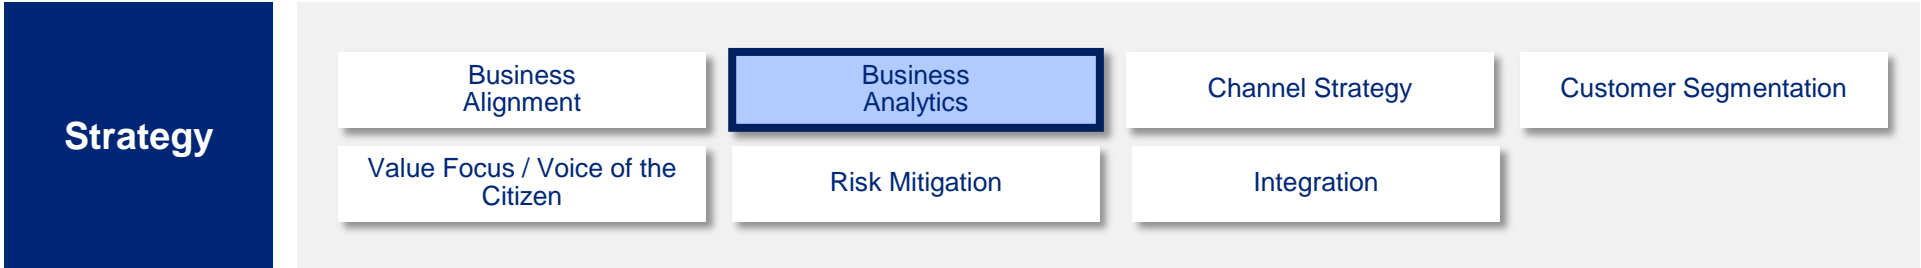 Strategy
Business
Alignment
Business
Analytics
Channel Strategy
Customer Segmentation
Value Focus / Voice of the
Citizen
Risk Mitigation
Integration